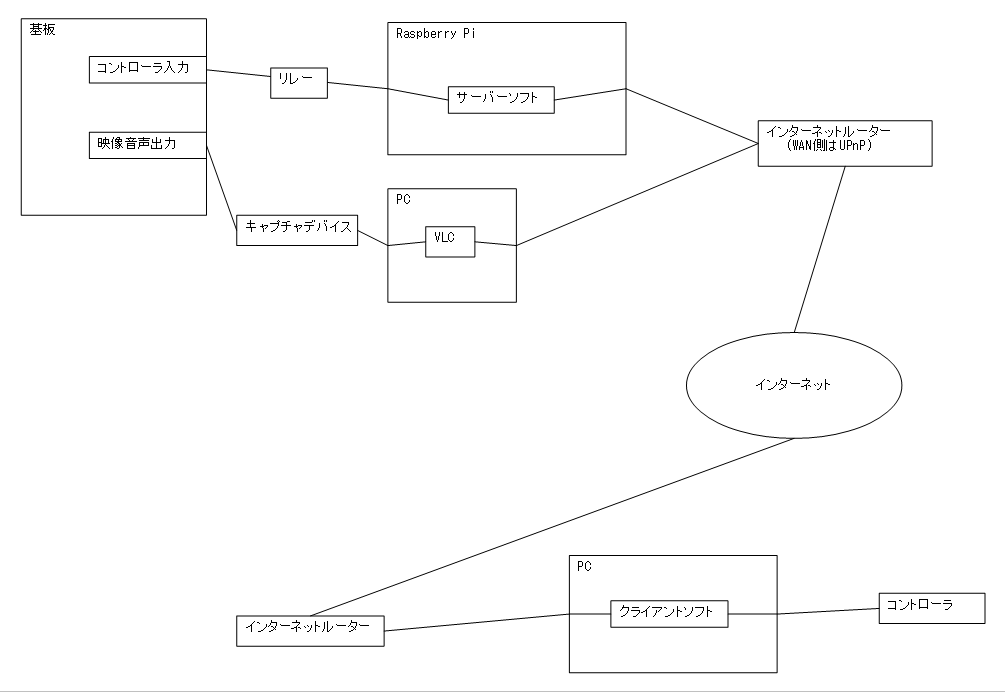 基板
コントローラ入力
映像音声出力
リレー
キャプチャデバイス
Raspberry Pi
サーバーソフト
PC
VLC
インターネットルーター
(WAN側はUPnP)
インターネット
インターネットルーター
PC
クライアントソフト
コントローラ